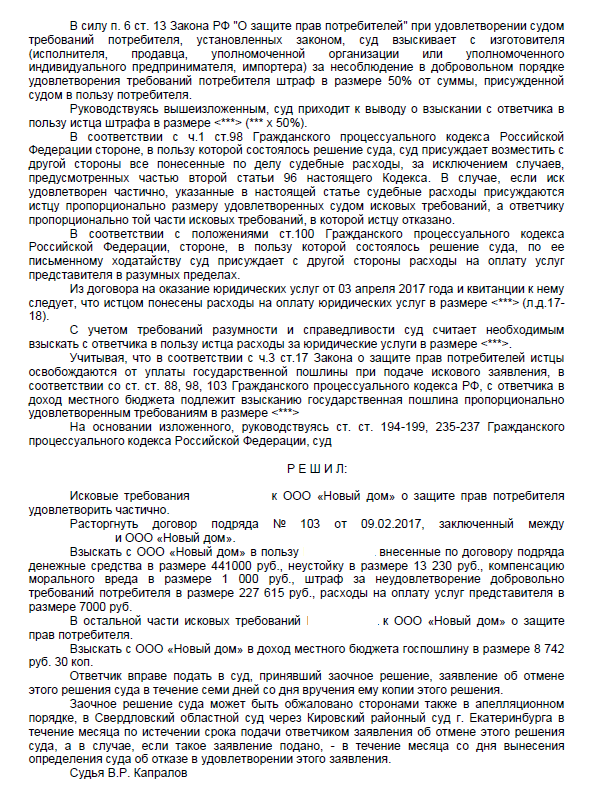 В силу п. 6 ст. 13 Закона РФ "О защите прав потребителей" при удовлетворении судом
требований потребителя, установленных законом, суд взыскивает с изготовителя
(исполнителя, продавца, уполномоченной организации или уполномоченного
индивидуального предпринимателя, импортера) за несоблюдение в добровольном порядке
удовлетворения требований потребителя штраф в размере 50% от суммы, присужденной
судом в пользу потребителя.
Руководствуясь вышеизложенным, суд приходит к выводу о взыскании с ответчика в
пользу истца штрафа в размере <***> (*** х 50%).
В соответствии с ч.1 ст.98 Гражданского процессуального кодекса Российской
Федерации стороне, в пользу которой состоялось решение суда, суд присуждает возместить с
другой стороны все понесенные по делу судебные расходы, за исключением случаев,
предусмотренных частью второй статьи 96 настоящего Кодекса. В случае, если иск
удовлетворен частично, указанные в настоящей статье судебные расходы присуждаются
истцу пропорционально размеру удовлетворенных судом исковых требований, а ответчику
пропорционально той части исковых требований, в которой истцу отказано.
В соответствии с положениями ст.100 Гражданского процессуального кодекса
Российской Федерации, стороне, в пользу которой состоялось решение суда, по ее
письменному ходатайству суд присуждает с другой стороны расходы на оплату услуг
представителя в разумных пределах.
Из договора на оказание юридических услуг от 03 апреля 2017 года и квитанции к нему
следует, что истцом понесены расходы на оплату юридических услуг в размере <***> (л.д.17-
18).
С учетом требований разумности и справедливости суд считает необходимым
взыскать с ответчика в пользу истца расходы за юридические услуги в размере <***>.
Учитывая, что в соответствии с ч.3 ст.17 Закона о защите прав потребителей истцы
освобождаются от уплаты государственной пошлины при подаче искового заявления, в
соответствии со ст. ст. 88, 98, 103 Гражданского процессуального кодекса РФ, с ответчика в
доход местного бюджета подлежит взысканию государственная пошлина пропорционально
удовлетворенным требованиям в размере <***>
На основании изложенного, руководствуясь ст. ст. 194-199, 235-237 Гражданского
процессуального кодекса Российской Федерации, суд
Р Е Ш И Л:
Исковые требования к ООО «Новый дом» о защите прав потребителя
удовлетворить частично.
Расторгнуть договор подряда № 103 от 09.02.2017, заключенный между
и ООО «Новый дом».
Взыскать с ООО «Новый дом» в пользу внесенные по договору подряда
денежные средства в размере 441000 руб., неустойку в размере 13 230 руб., компенсацию
морального вреда в размере 1 000 руб., штраф за неудовлетворение добровольно
требований потребителя в размере 227 615 руб., расходы на оплату услуг представителя в
размере 7000 руб.
В остальной части исковых требований к ООО «Новый дом» о защите
прав потребителя.
Взыскать с ООО «Новый дом» в доход местного бюджета госпошлину в размере 8 742
руб. 30 коп.
Ответчик вправе подать в суд, принявший заочное решение, заявление об отмене
этого решения суда в течение семи дней со дня вручения ему копии этого решения.
Заочное решение суда может быть обжаловано сторонами также в апелляционном
порядке, в Свердловский областной суд через Кировский районный суд г. Екатеринбурга в
течение месяца по истечении срока подачи ответчиком заявления об отмене этого решения
суда, а в случае, если такое заявление подано, - в течение месяца со дня вынесения
определения суда об отказе в удовлетворении этого заявления.
Судья В.Р. Капралов